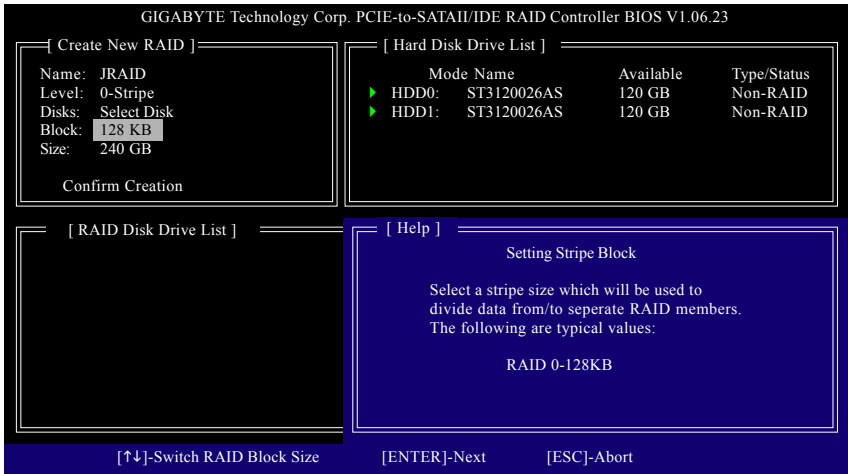 GIGABYTE Technology Corp. PCIE-to-SATAII/IDE RAID Controller BIOS V1.06.23
[ Create New RAID ]
Name: JRAID
Level: 0-Stripe
Disks: Select Disk
Block: 128 KB
Size: 240 GB
Confirm Creation
[ Hard Disk Drive List ]
Mode Name Available Type/Status
HDD0: ST3120026AS 120 GB Non-RAID
HDD1: ST3120026AS 120 GB Non-RAID
[ RAID Disk Drive List ]
[ Help ]
Setting Stripe Block
Select a stripe size which will be used to
divide data from/to seperate RAID members.
The following are typical values:
RAID 0-128KB
[↑↓]-Switch RAID Block Size [ENTER]-Next [ESC]-Abort